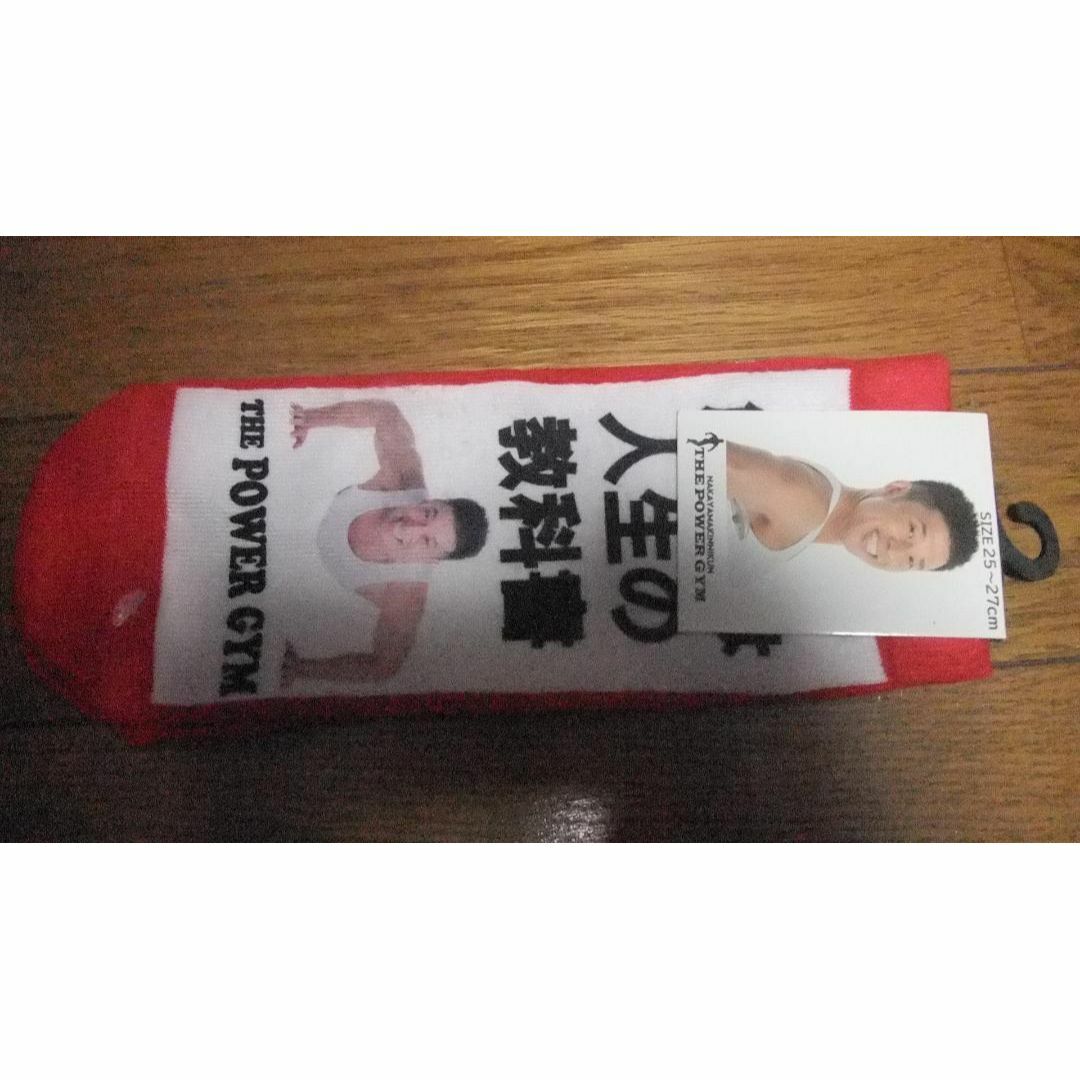 人生の
教科書
THE POWER GYM
NAKAYAMAKINNIKUN
THE POWER GYM
SIZE 25~27cm